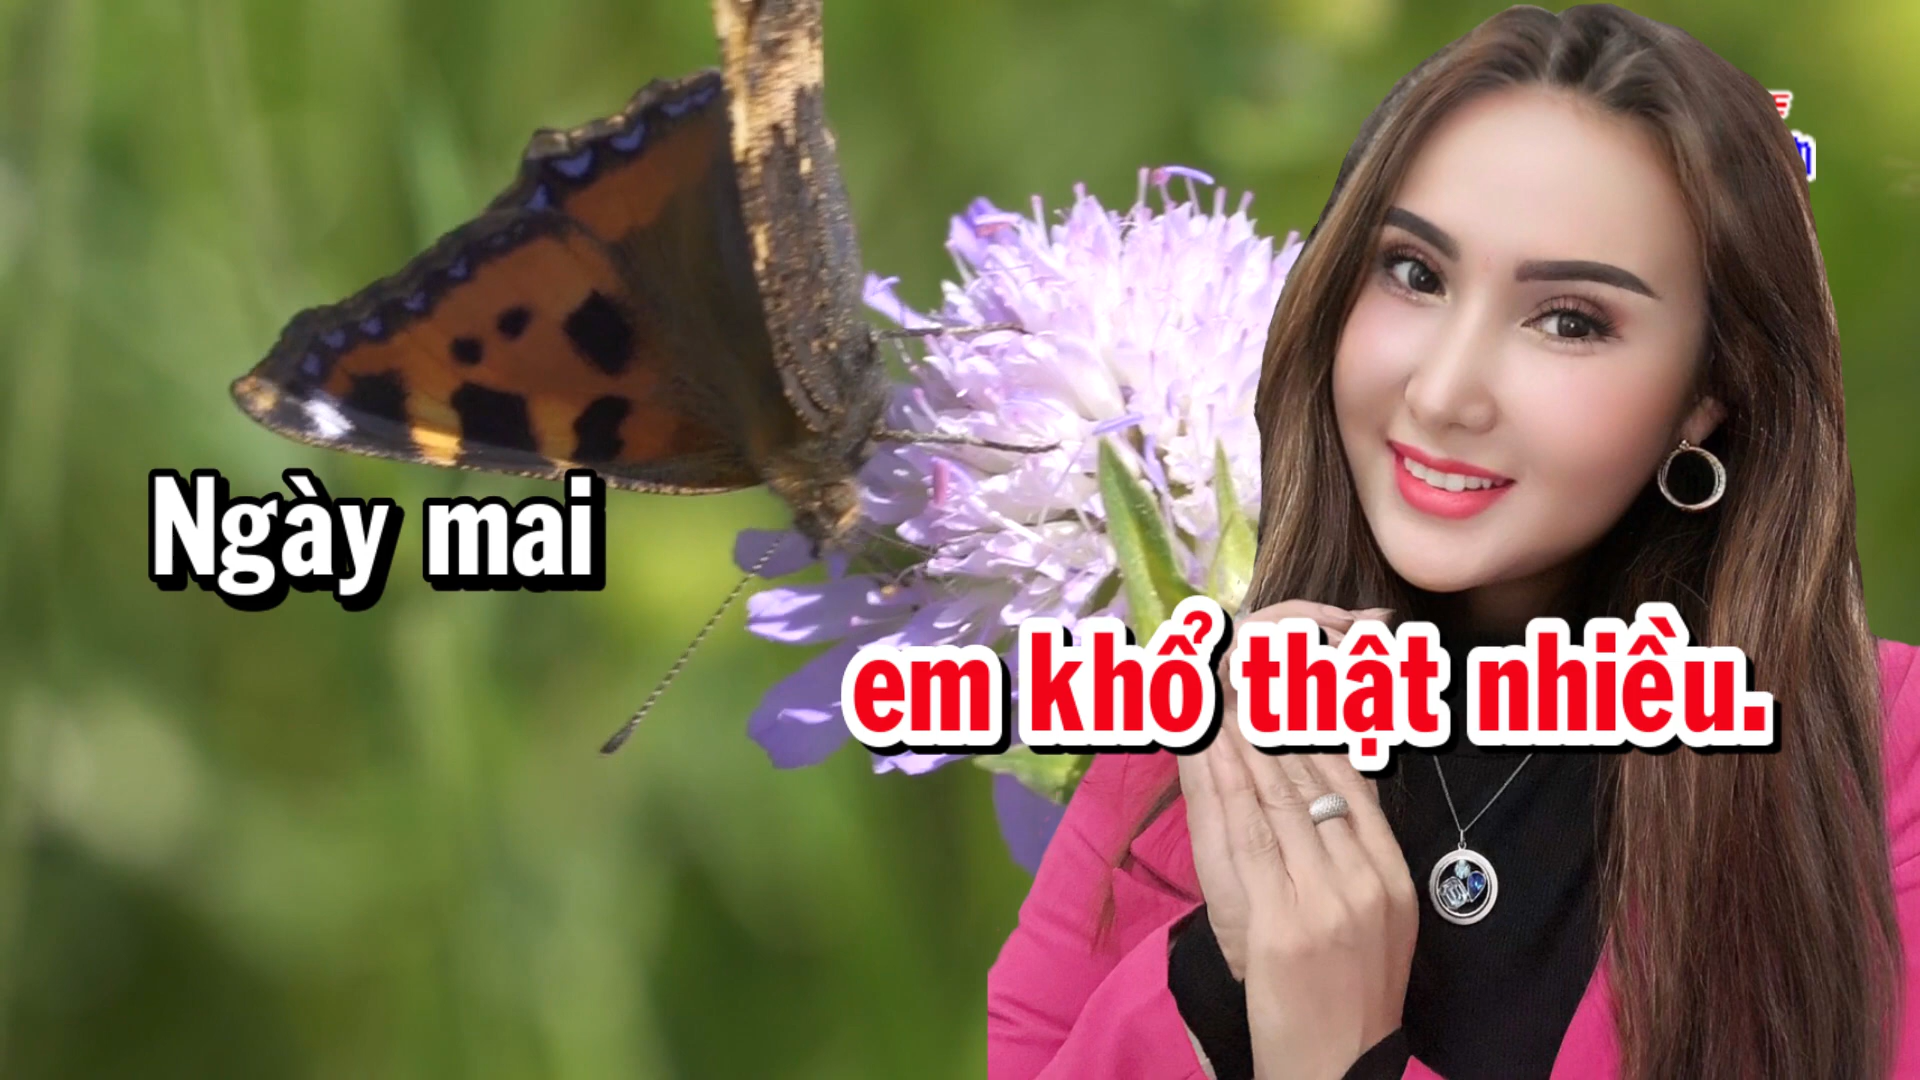 Ngày mai
em khổ thật nhiều.